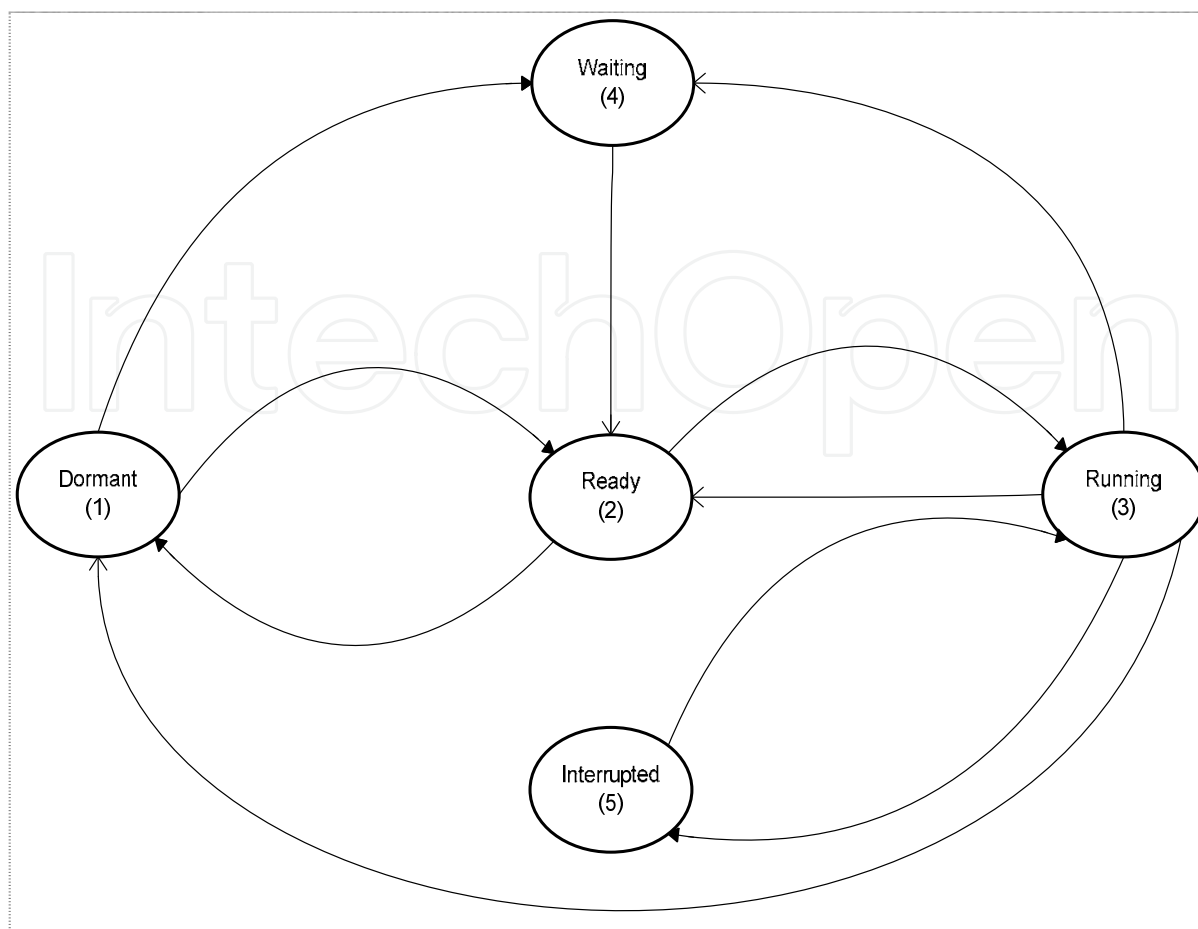 Waiting
(4)
IntechOpen
Dormant
(1)
Ready
(2)
Running
(3)
Interrupted
(5)